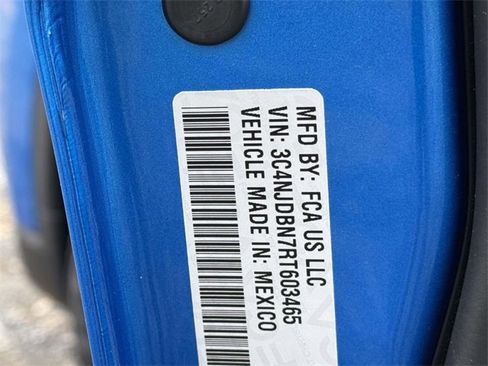 MFD BY: FCA US LLC
VIN: 3C4NJDBN7RT603465
VEHICLE MADE IN: MEXICO